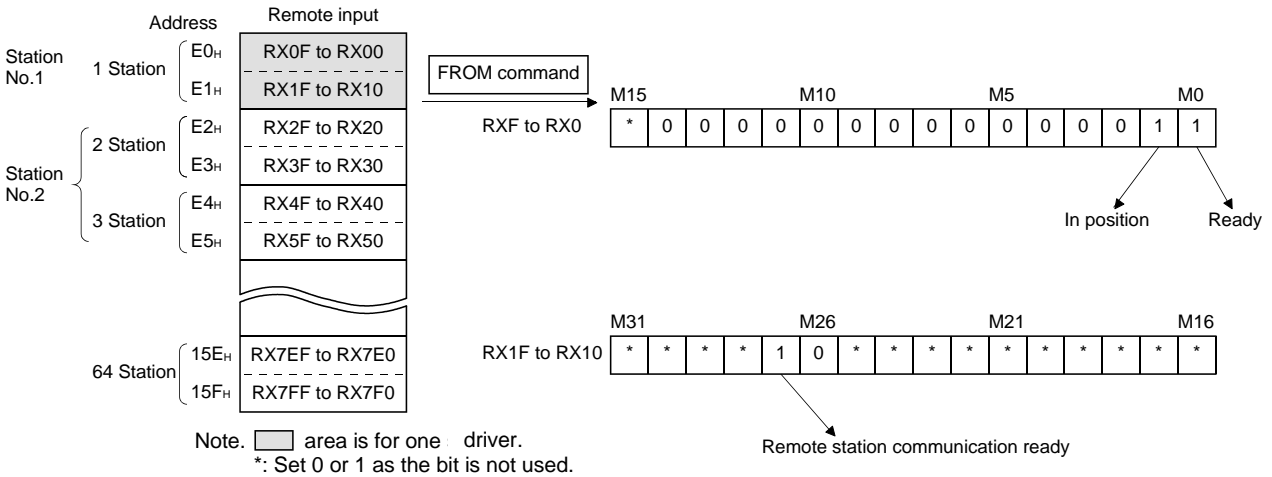 Address
Remote input
Station No.1
1 Station
E0H
RX0F to RX00
E1H
RX1F to RX10
Station No.2
2 Station
E2H
RX2F to RX20
E3H
RX3F to RX30
3 Station
E4H
RX4F to RX40
E5H
RX5F to RX50
64 Station
15EH
RX7EF to RX7E0
15FH
RX7FF to RX7F0
FROM command
M15 M10 M5 M0
RXF to RX0 * 0 0 0 0 0 0 0 0 0 0 0 0 0 1 1
In position Ready
M31 M26 M21 M16
RX1F to RX10 * * * * 1 0 * * * * * * * * * *
Remote station communication ready
Note. area is for one driver.
*: Set 0 or 1 as the bit is not used.